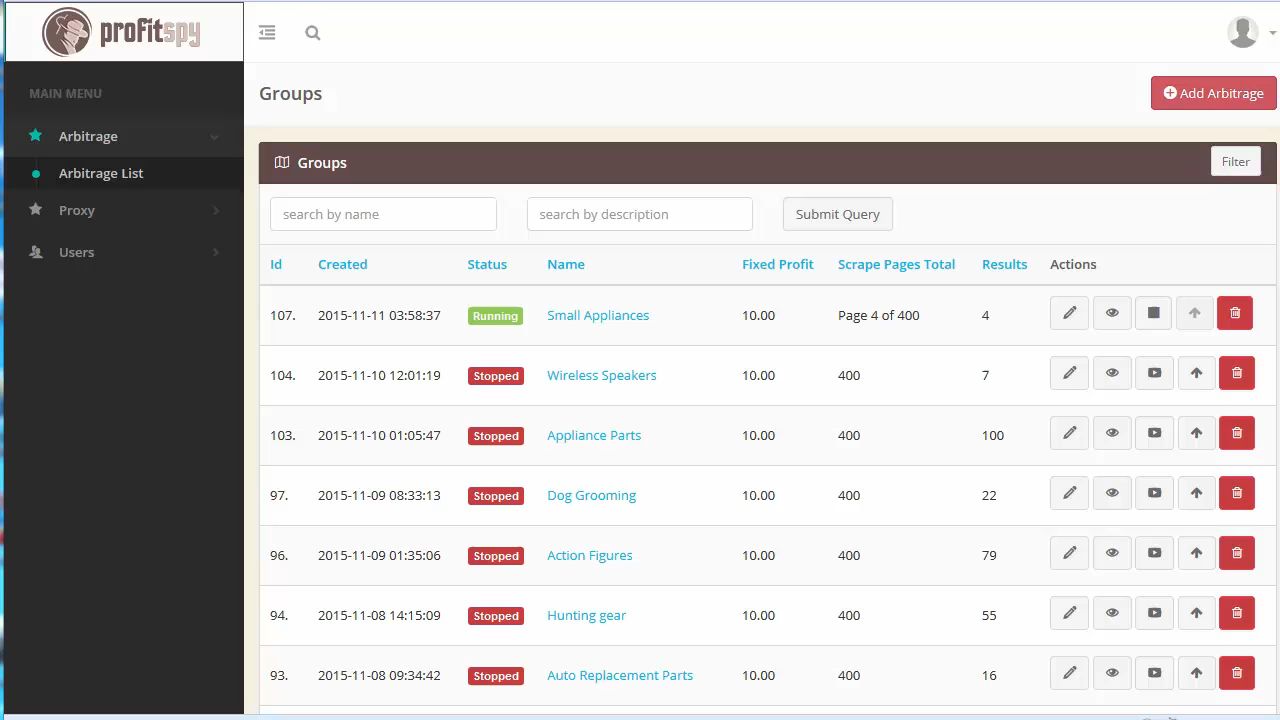 profitspy
MAIN MENU
Arbitrage
Arbitrage List
Proxy
Users
Groups
Add Arbitrage
Groups
Filter
search by name
search by description
Submit Query
Id Created Status Name Fixed Profit Scrape Pages Total Results Actions
107. 2015-11-11 03:58:37 Running Small Appliances 10.00 Page 4 of 400 4
104. 2015-11-10 12:01:19 Stopped Wireless Speakers 10.00 400 7
103. 2015-11-10 01:05:47 Stopped Appliance Parts 10.00 400 100
97. 2015-11-09 08:33:13 Stopped Dog Grooming 10.00 400 22
96. 2015-11-09 01:35:06 Stopped Action Figures 10.00 400 79
94. 2015-11-08 14:15:09 Stopped Hunting gear 10.00 400 55
93. 2015-11-08 09:34:42 Stopped Auto Replacement Parts 10.00 400 16